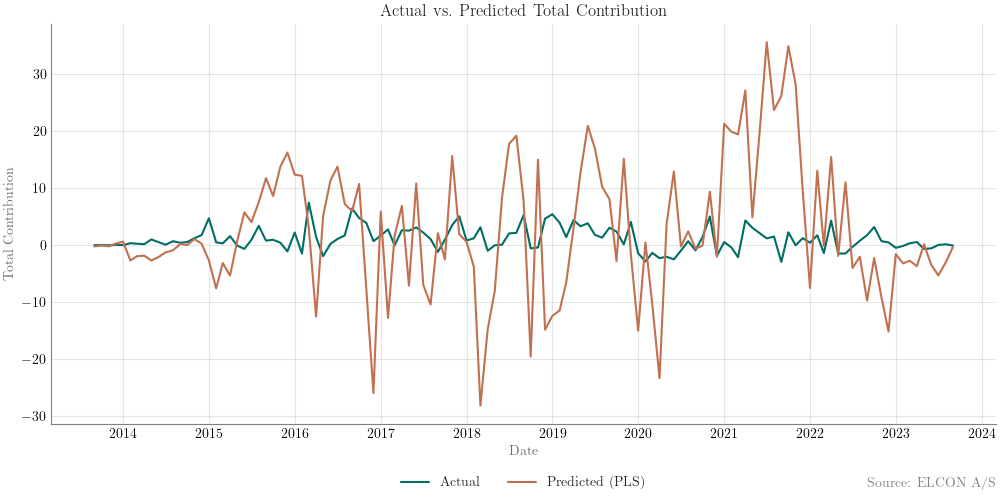 Actual vs. Predicted Total Contribution
Total Contribution
30
20
10
0
−10
−20
−30
2014 2015 2016 2017 2018 2019 2020 2021 2022 2023 2024
Date
Actual Predicted (PLS)
Source: ELCON A/S